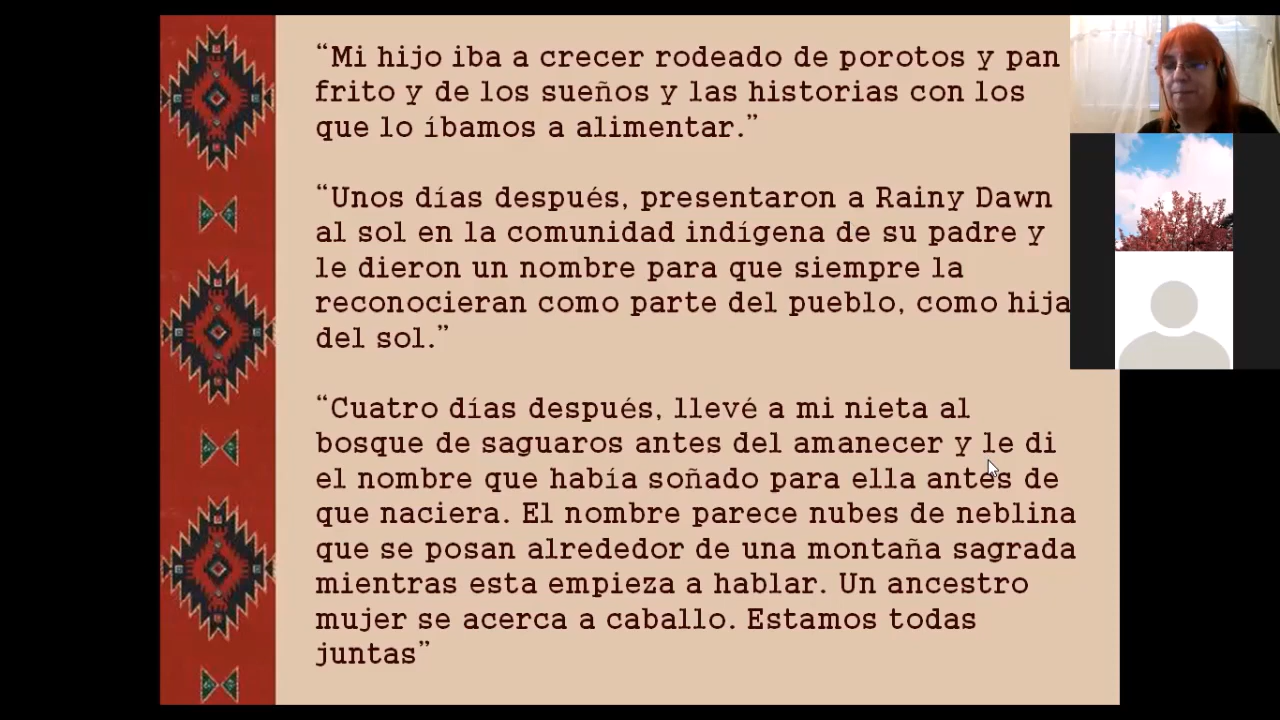 “Mi hijo iba a crecer rodeado de porotos y pan
frito y de los sueños y las historias con los
que lo íbamos a alimentar.”
“Unos días después, presentaron a Rainy Dawn
al sol en la comunidad indígena de su padre y
le dieron un nombre para que siempre la
reconocieran como parte del pueblo, como hija
del sol.”
“Cuatro días después, llevé a mi nieta al
bosque de saguaros antes del amanecer y le di
el nombre que había soñado para ella antes de
que naciera. El nombre parece nubes de neblina
que se posan alrededor de una montaña sagrada
mientras esta empieza a hablar. Un ancestro
mujer se acerca a caballo. Estamos todas
juntas”